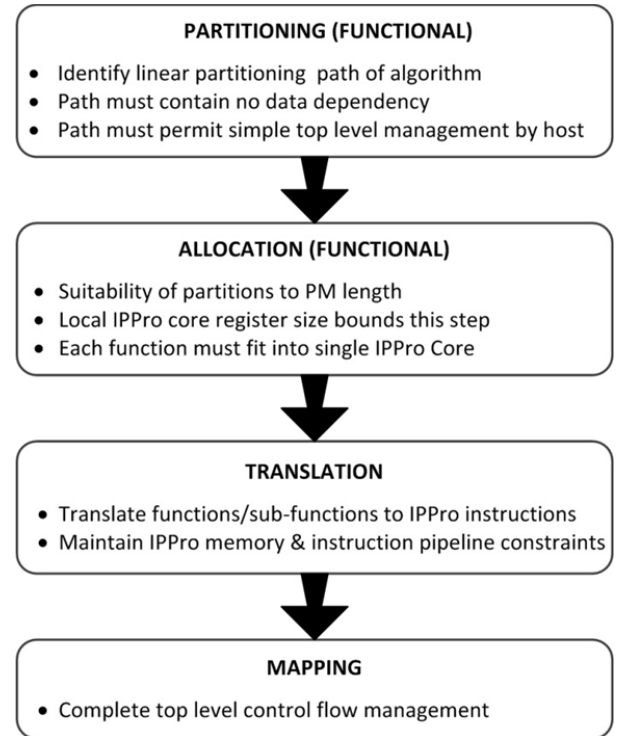 PARTITIONING (FUNCTIONAL)
• Identify linear partitioning path of algorithm
• Path must contain no data dependency
• Path must permit simple top level management by host
ALLOCATION (FUNCTIONAL)
• Suitability of partitions to PM length
• Local IPPro core register size bounds this step
• Each function must fit into single IPPro Core
TRANSLATION
• Translate functions/sub-functions to IPPro instructions
• Maintain IPPro memory & instruction pipeline constraints
MAPPING
• Complete top level control flow management